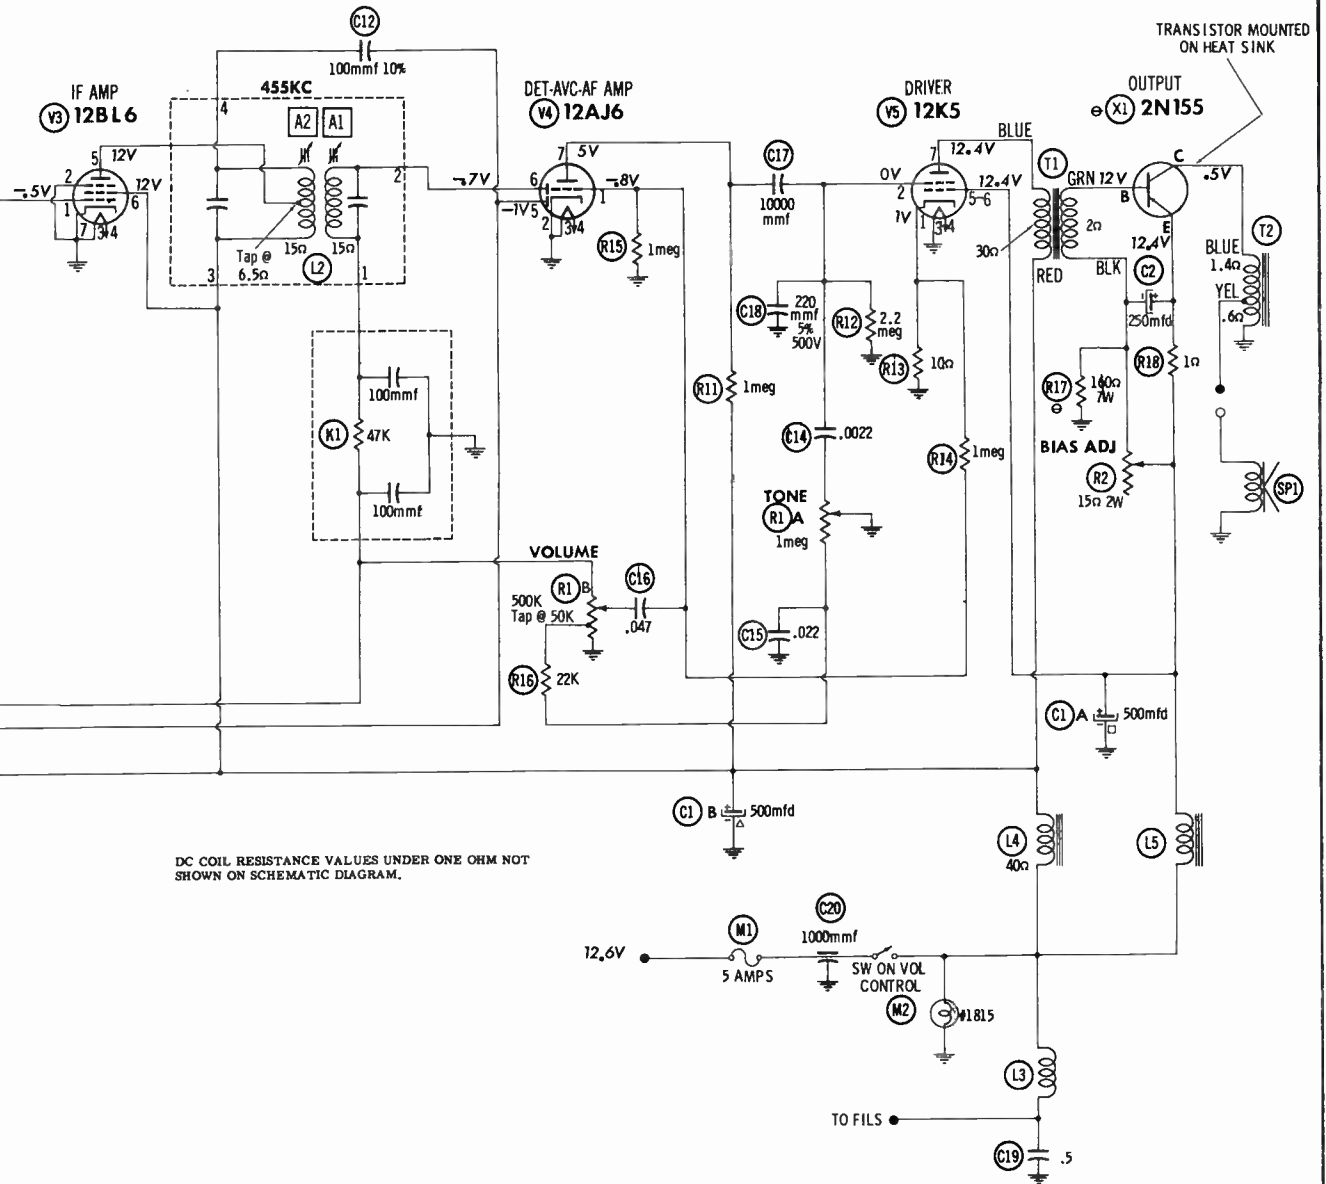 C12
100mmf 10%
TRANSISTOR MOUNTED
ON HEAT SINK
IF AMP
V3 12BL6
455KC
4
A2 A1
DET-AVC-AF AMP
V4 12AJ6
DRIVER
V5 12K5
OUTPUT
X1 2N155
5 12V
-.5V 2
12V
1 6
7 3 4
2
Tap @
6.5Ω
15Ω 15Ω
L2
3 1
-.7V
-1V
7 5V
6
5
-.8V
1
2 3 4
R15 1meg
C17
10000
mmf
BLUE
7 12.4V
0V
2
12.4V
5-6
1V
1 3 4
T1
30Ω
2Ω
RED
GRN 12V
B
C
.5V
E
12.4V
BLK
C2
250mfd
T2
BLUE
1.4Ω
YEL
.6Ω
C18 220
mmf
5%
500V
R12 2.2
meg
R13 10Ω
R17 100Ω
7W
R18 1Ω
K1
100mmf
47K
100mmf
R11 1meg
C14 .0022
R14 1meg
BIAS ADJ
R2
15Ω 2W
SP1
TONE
R1 A
1meg
VOLUME
R1 B
500K
Tap @ 50K
C16
.047
C15 .022
R16 22K
C1 A 500mfd
C1 B 500mfd
L4
40Ω
L5
DC COIL RESISTANCE VALUES UNDER ONE OHM NOT
SHOWN ON SCHEMATIC DIAGRAM.
12.6V
M1
5 AMPS
C20
1000mmf
SW ON VOL
CONTROL
M2 #1815
L3
TO FILS
C19 .5